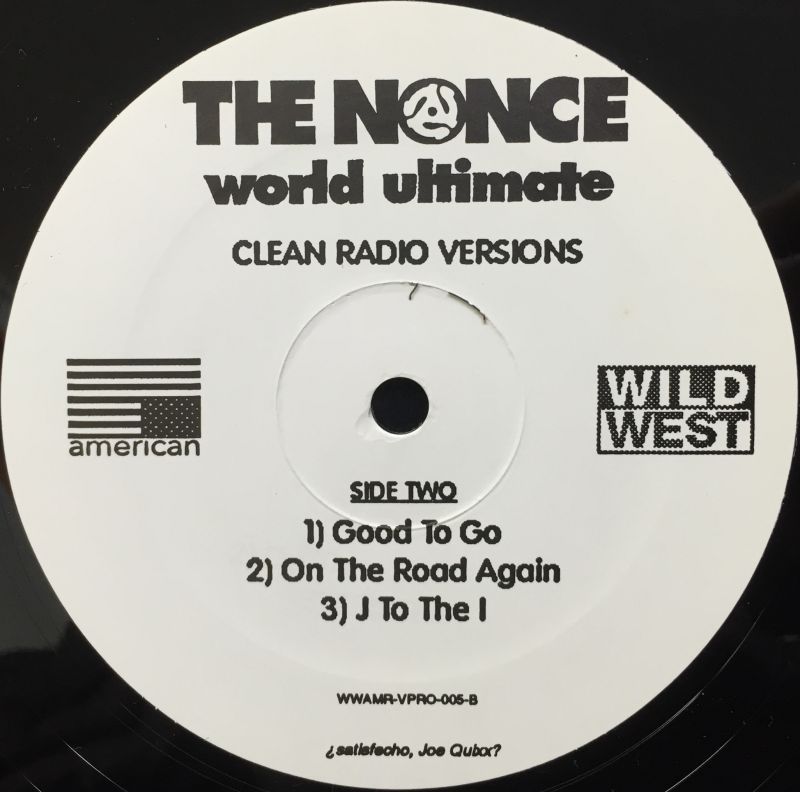 THE NONCE
world ultimate
CLEAN RADIO VERSIONS
american
WILD
WEST
SIDE TWO
1) Good To Go
2) On The Road Again
3) J To The I
WWAMR-VPRO-005-B
¿satisfecho, Joe Quixx?